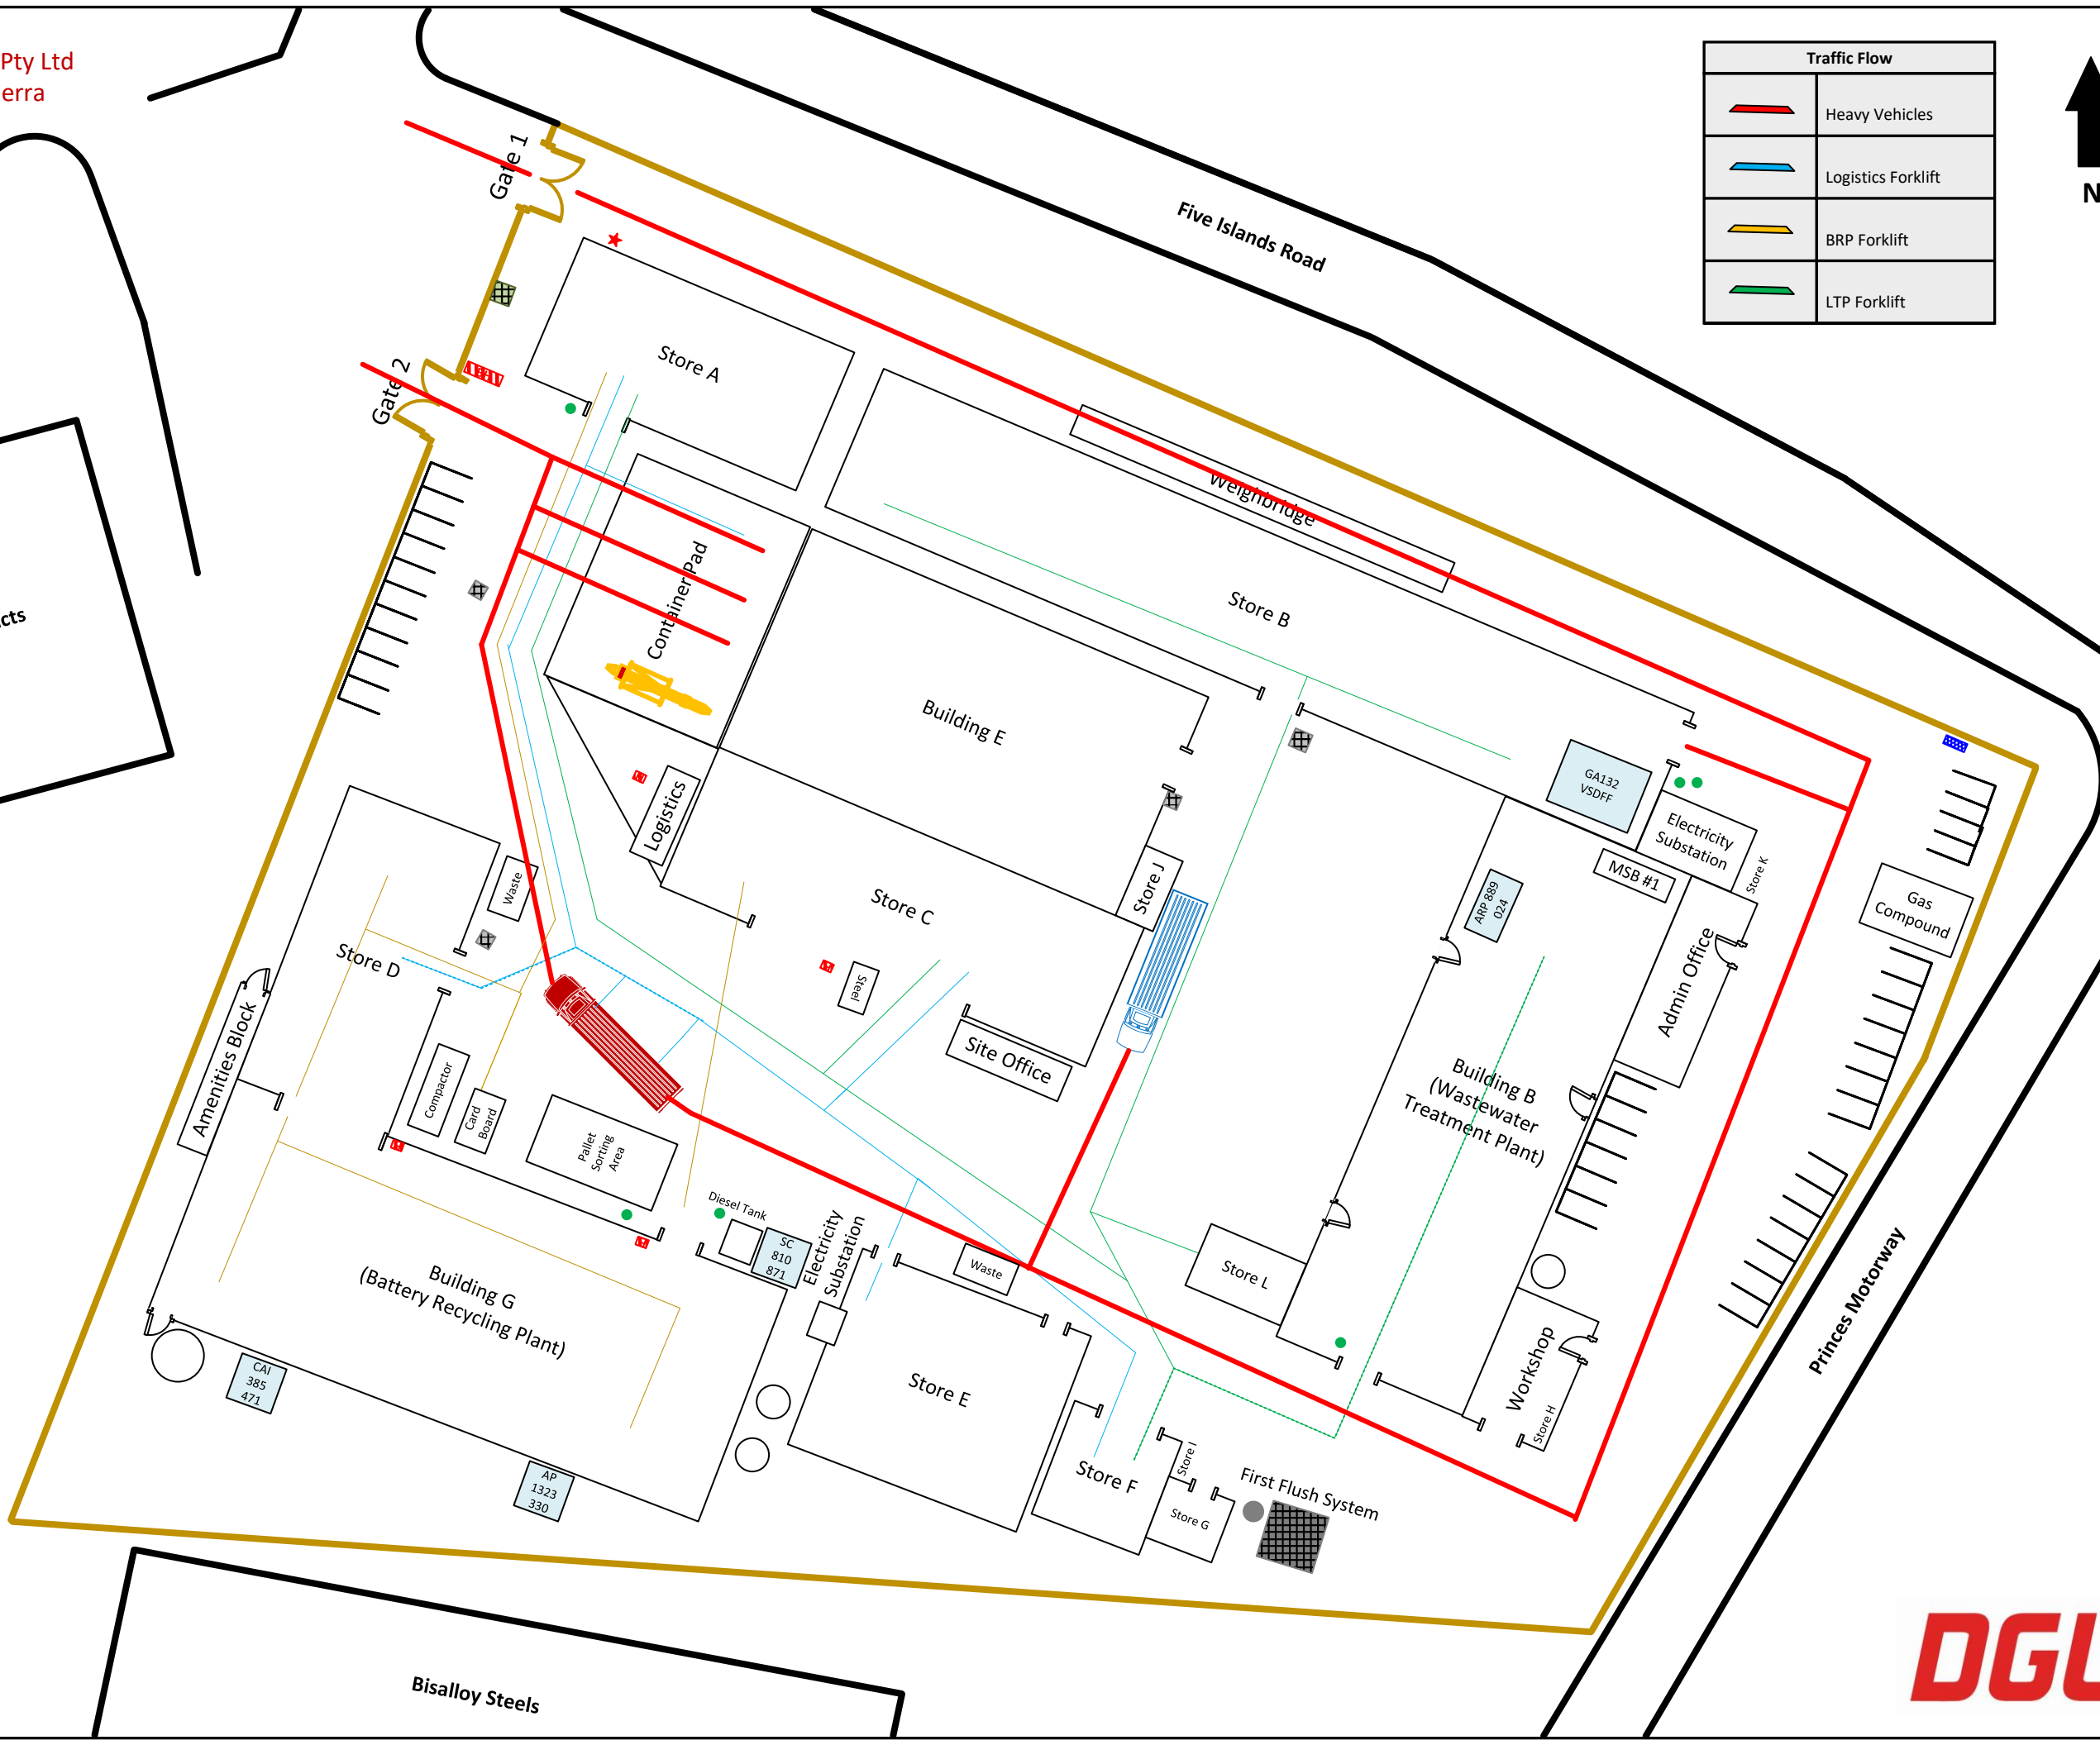 Pty Ltd
erra
Traffic Flow
Heavy Vehicles
Logistics Forklift
BRP Forklift
LTP Forklift
N
Gate 1
Five Islands Road
Gate 2
Store A
Weighbridge
Container Pad
Store B
cts
Building E
GA132
VSDFF
Electricity
Substation
Logistics
MSB #1
Store K
Waste
Store J
Store C
ARP 889
024
Gas
Compound
Store D
Steel
Admin Office
Site Office
Amenities Block
Compactor
Card
Board
Pallet
Sorting
Area
Building B
(Wastewater
Treatment Plant)
Diesel Tank
SC
810
871
Electricity
Substation
Waste
Store L
Building G
(Battery Recycling Plant)
Princes Motorway
CAI
385
471
Store E
Workshop
Store H
AP
1323
330
Store F
Store I
Store G
First Flush System
Bisalloy Steels
DGL